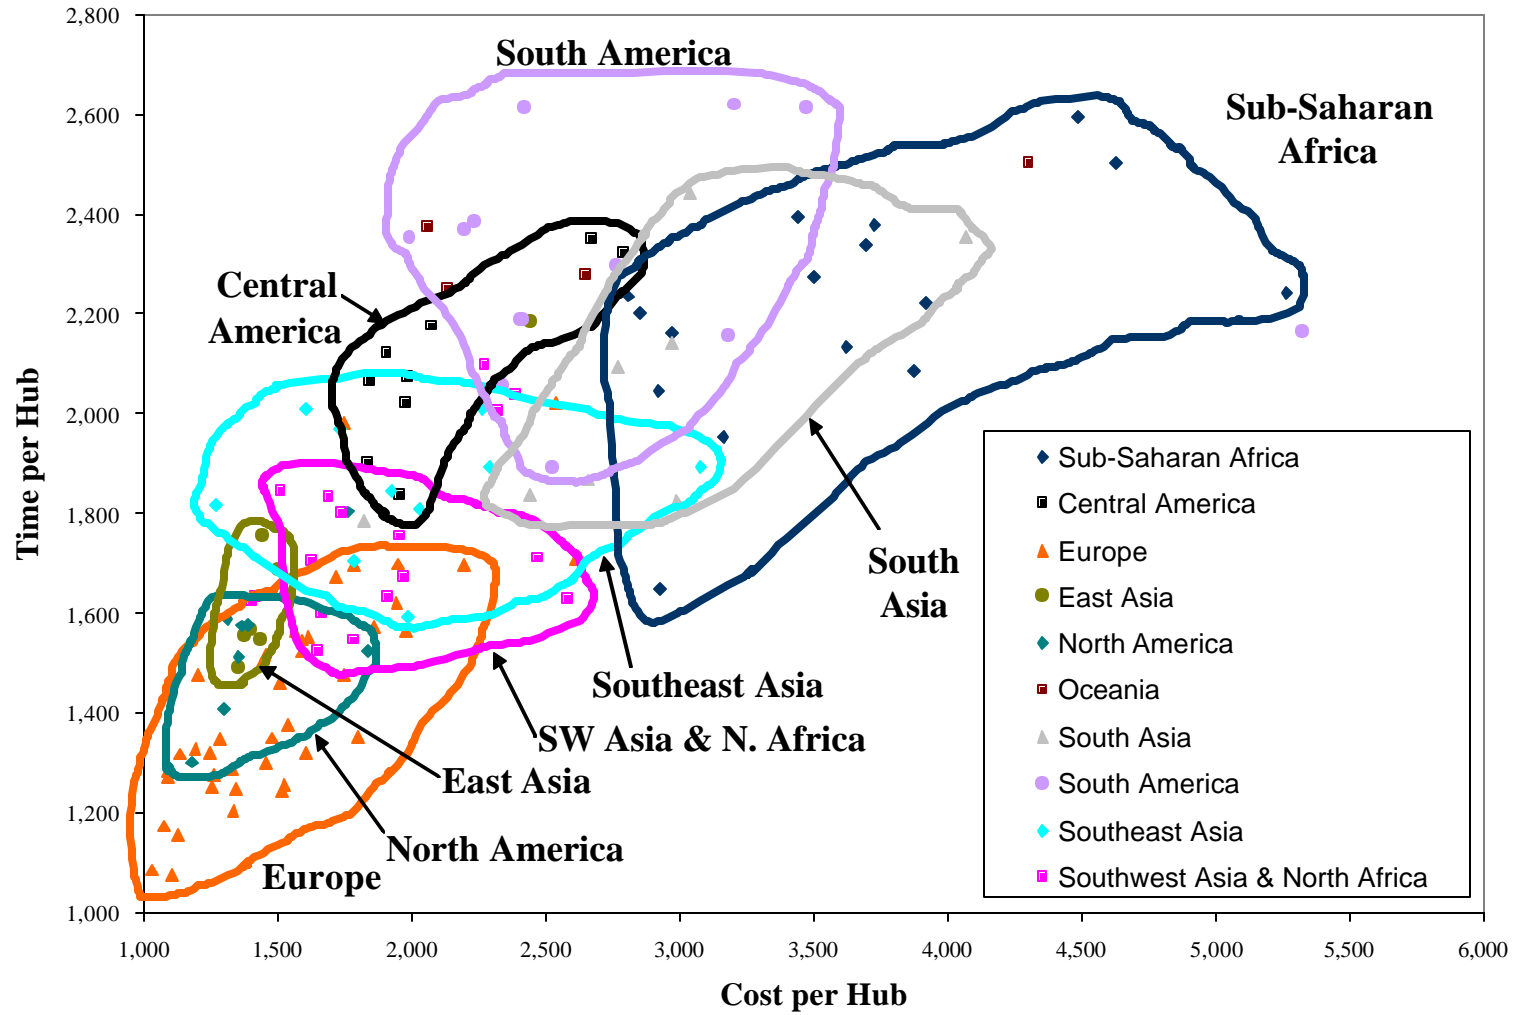 2,800
2,600
2,400
2,200
2,000
1,800
1,600
1,400
1,200
1,000
Time per Hub
South America
Sub-Saharan
Africa
Central
America
South
Asia
Southeast Asia
SW Asia & N. Africa
East Asia
North America
Europe
Sub-Saharan Africa
Central America
Europe
East Asia
North America
Oceania
South Asia
South America
Southeast Asia
Southwest Asia & North Africa
1,000 1,500 2,000 2,500 3,000 3,500 4,000 4,500 5,000 5,500 6,000
Cost per Hub